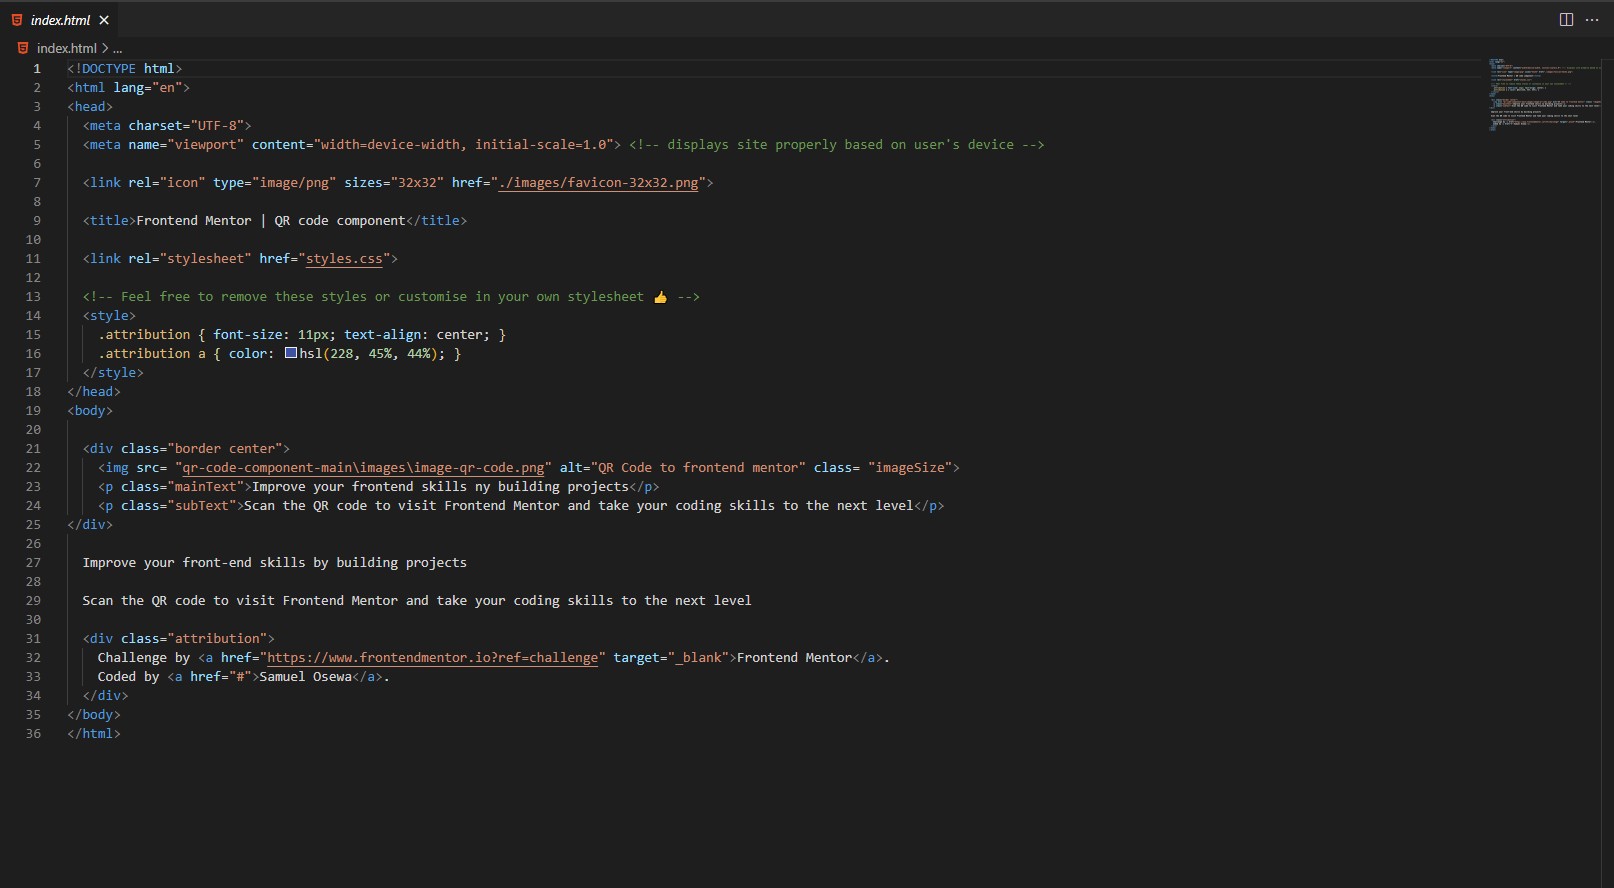 index.html
index.html > ...
1 <!DOCTYPE html>
2 <html lang="en">
3 <head>
4 <meta charset="UTF-8">
5 <meta name="viewport" content="width=device-width, initial-scale=1.0"> <!-- displays site properly based on user's device -->
6
7 <link rel="icon" type="image/png" sizes="32x32" href="./images/favicon-32x32.png">
8
9 <title>Frontend Mentor | QR code component</title>
10
11 <link rel="stylesheet" href="styles.css">
12
13 <!-- Feel free to remove these styles or customise in your own stylesheet 👍 -->
14 <style>
15 .attribution { font-size: 11px; text-align: center; }
16 .attribution a { color: hsl(228, 45%, 44%); }
17 </style>
18 </head>
19 <body>
20
21 <div class="border center">
22 <img src= "qr-code-component-main\images\image-qr-code.png" alt="QR Code to frontend mentor" class= "imageSize">
23 <p class="mainText">Improve your frontend skills ny building projects</p>
24 <p class="subText">Scan the QR code to visit Frontend Mentor and take your coding skills to the next level</p>
25 </div>
26
27 Improve your front-end skills by building projects
28
29 Scan the QR code to visit Frontend Mentor and take your coding skills to the next level
30
31 <div class="attribution">
32 Challenge by <a href="https://www.frontendmentor.io?ref=challenge" target="_blank">Frontend Mentor</a>.
33 Coded by <a href="#">Samuel Osewa</a>.
34 </div>
35 </body>
36 </html>